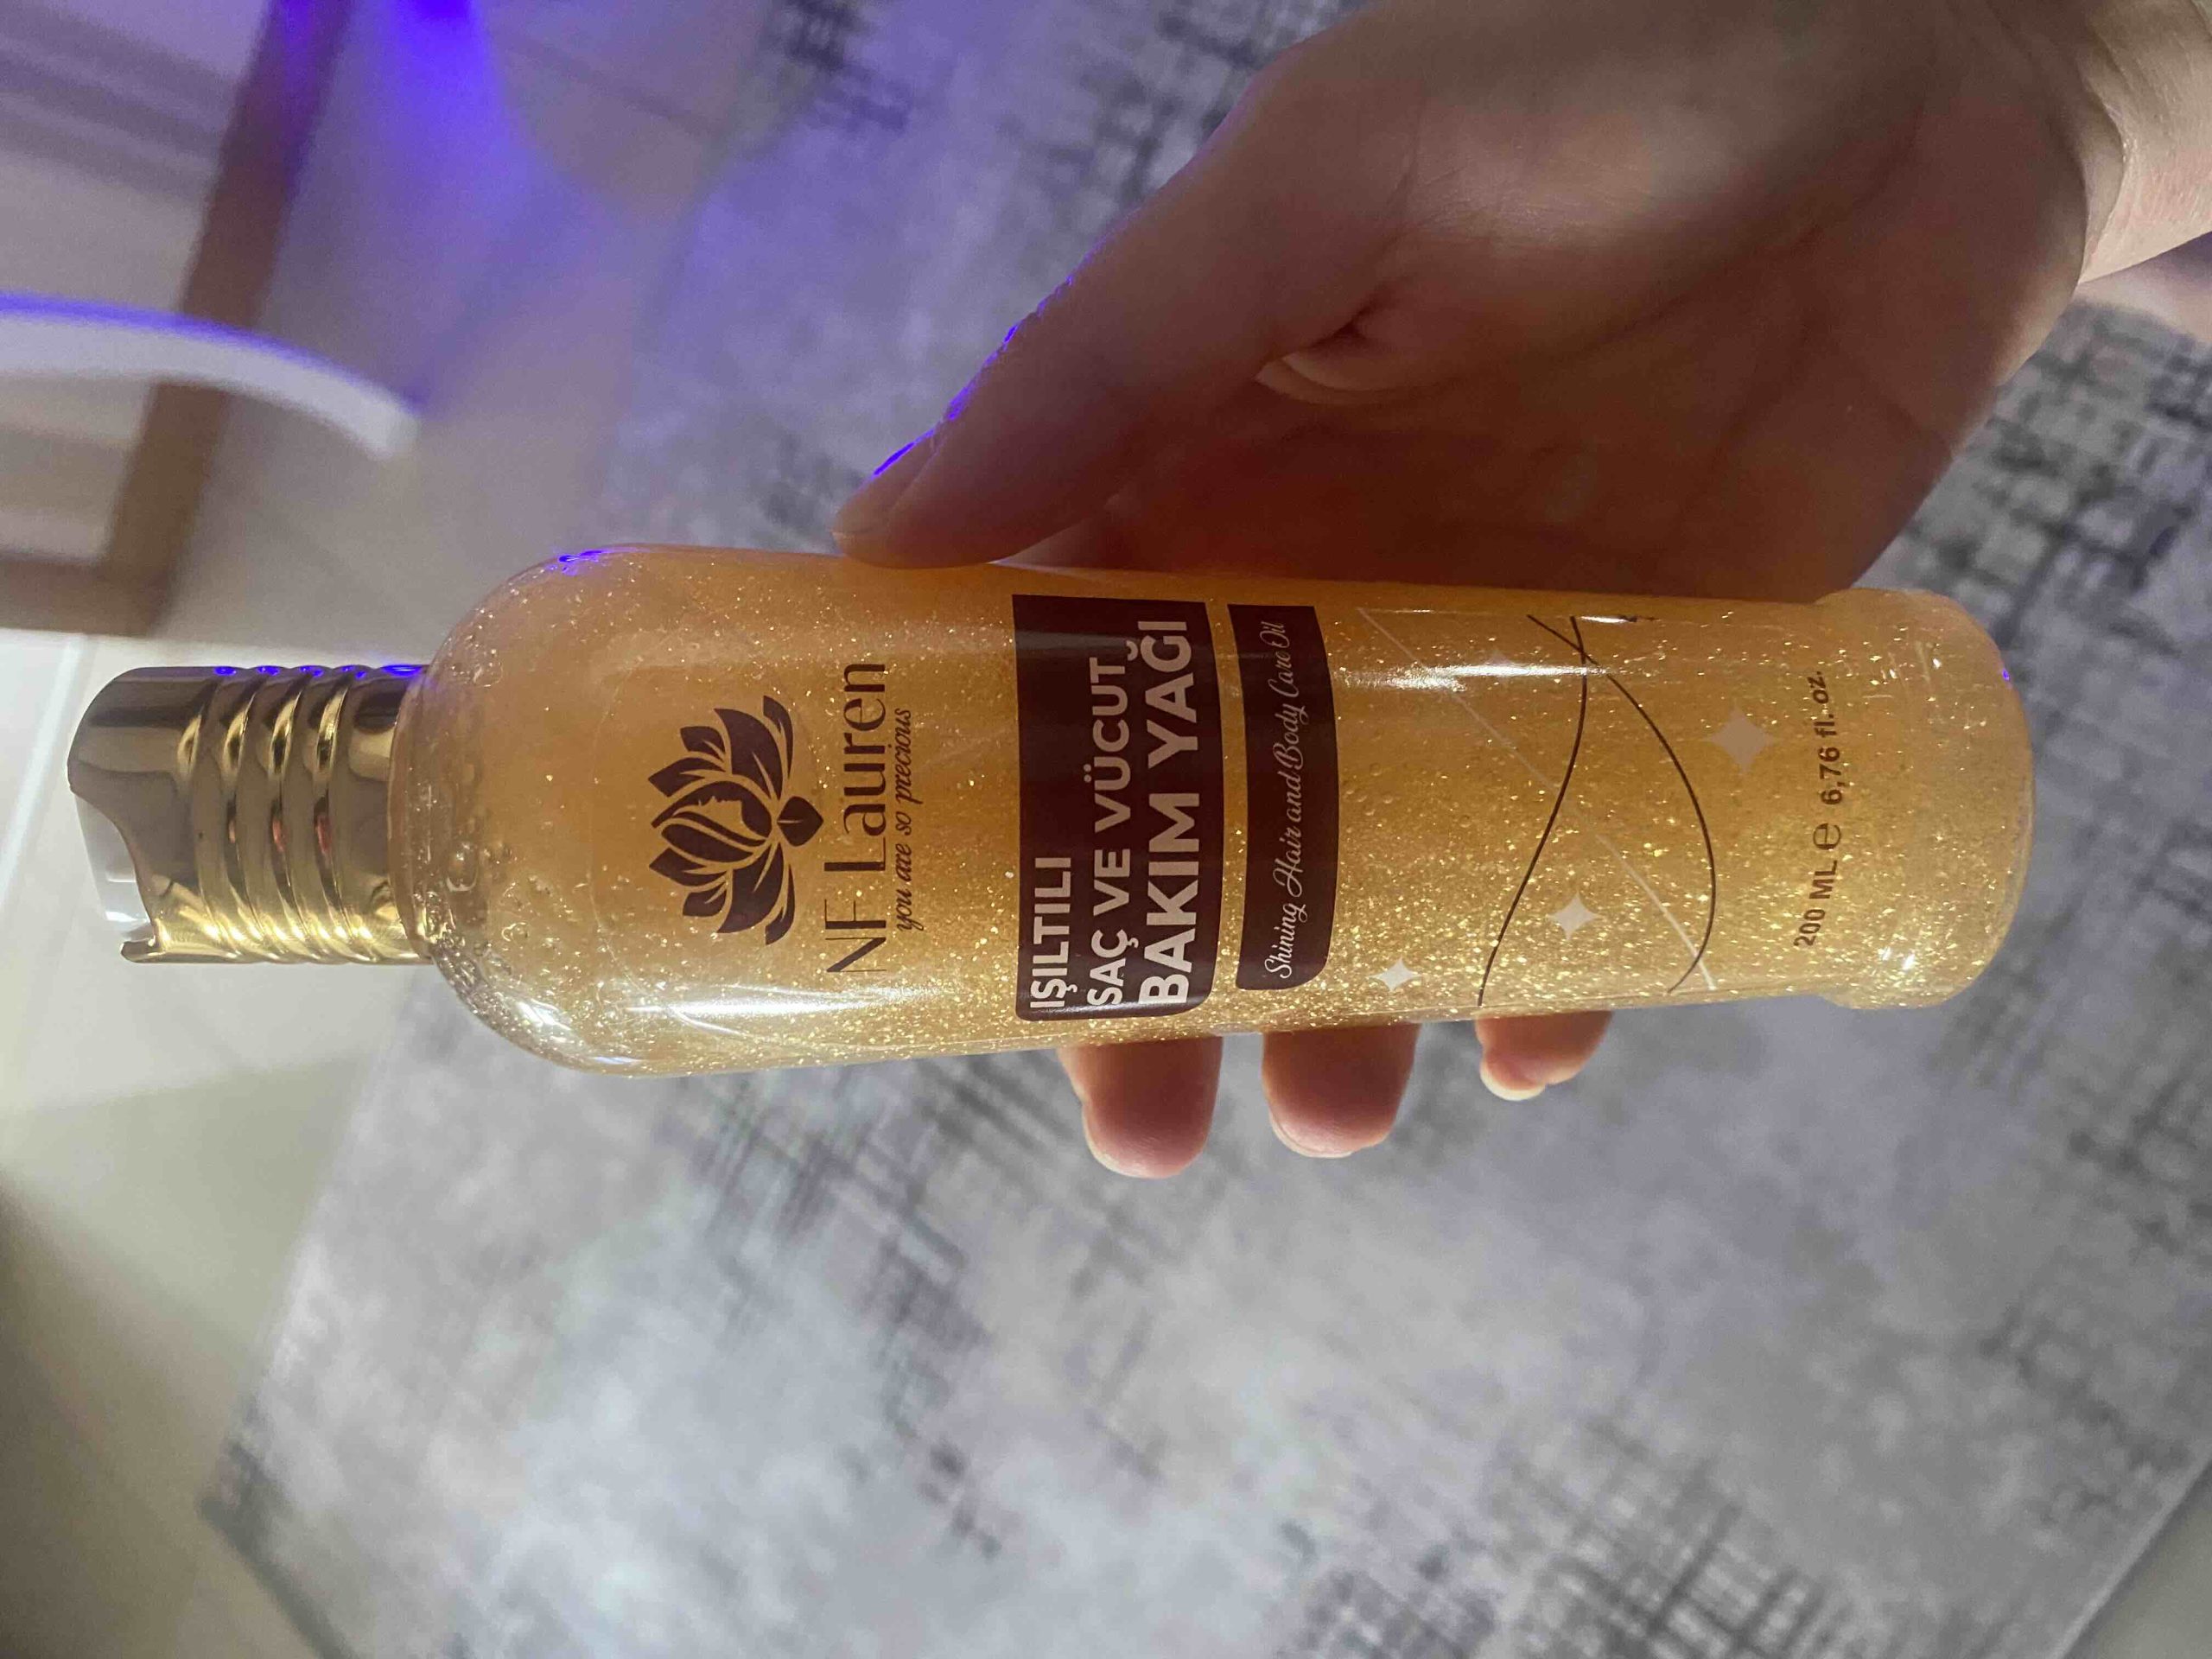 NF Lauren
you are so precious
IŞILTILI
SAÇ VE VÜCUT
BAKIM YAĞI
Shining Hair and Body Care Oil
200 ML ℮ 6,76 fl. oz.